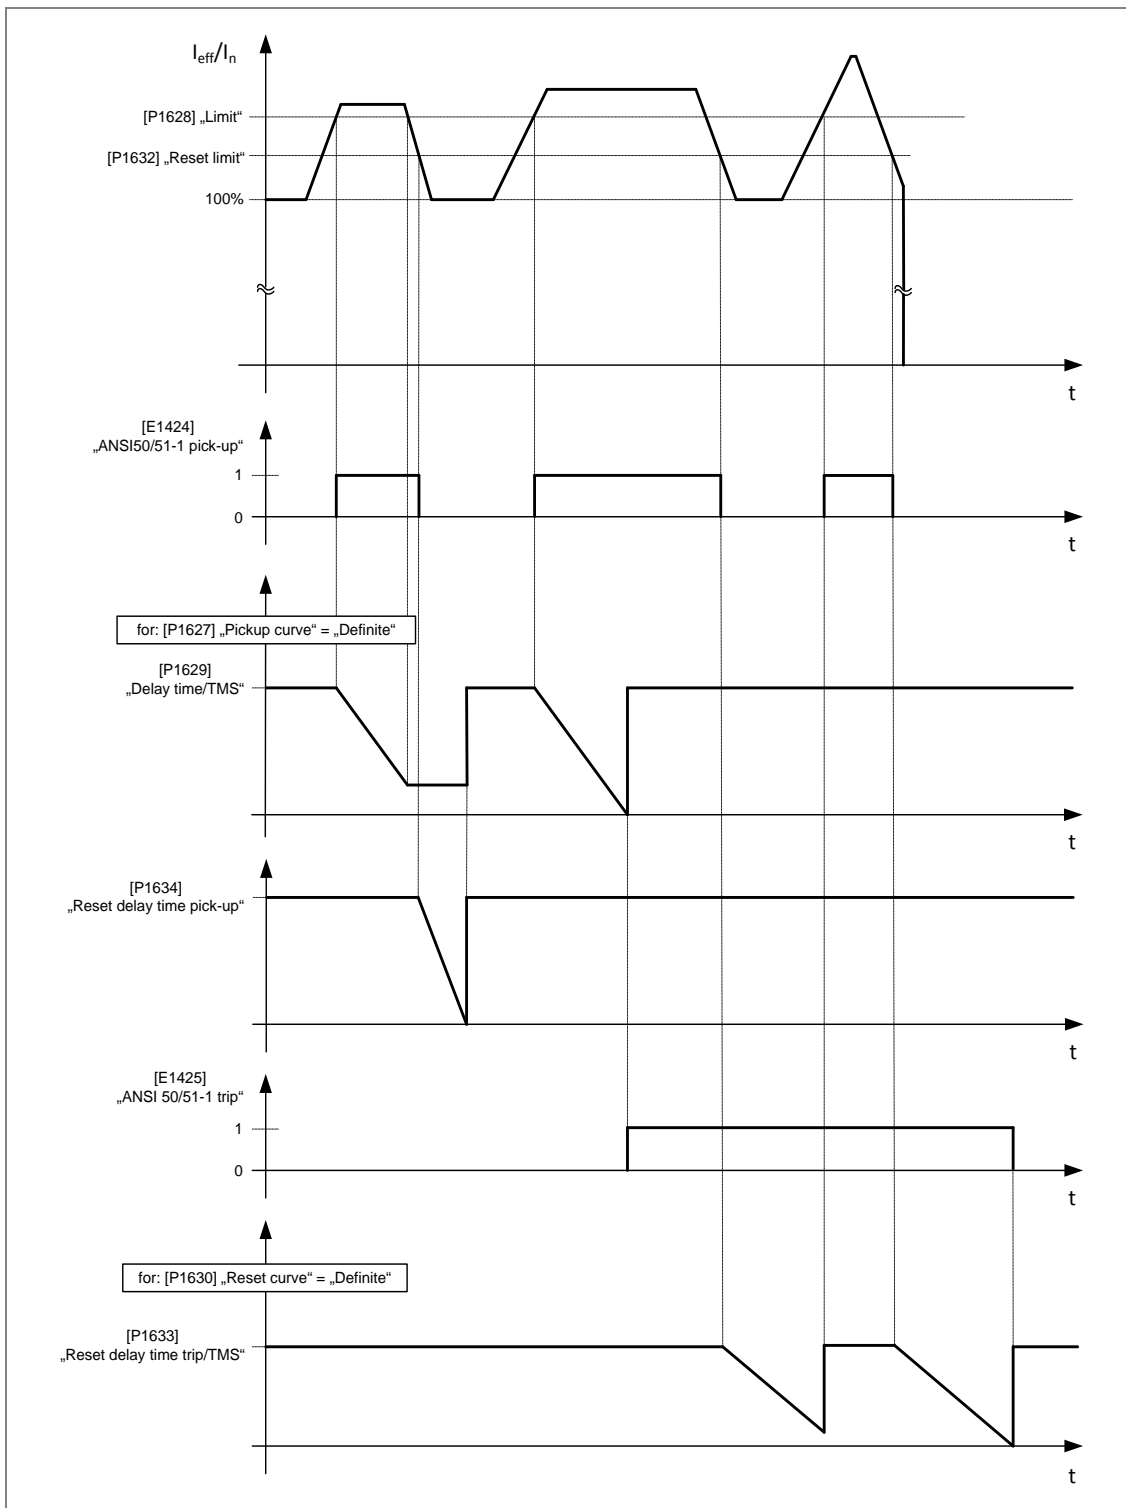 Ieff/In
[P1628] „Limit“
[P1632] „Reset limit“
100%
≈
≈
t
[E1424]
„ANSI50/51-1 pick-up“
1
0
t
for: [P1627] „Pickup curve“ = „Definite“
[P1629]
„Delay time/TMS“
t
[P1634]
„Reset delay time pick-up“
t
[E1425]
„ANSI 50/51-1 trip“
1
0
t
for: [P1630] „Reset curve“ = „Definite“
[P1633]
„Reset delay time trip/TMS“
t